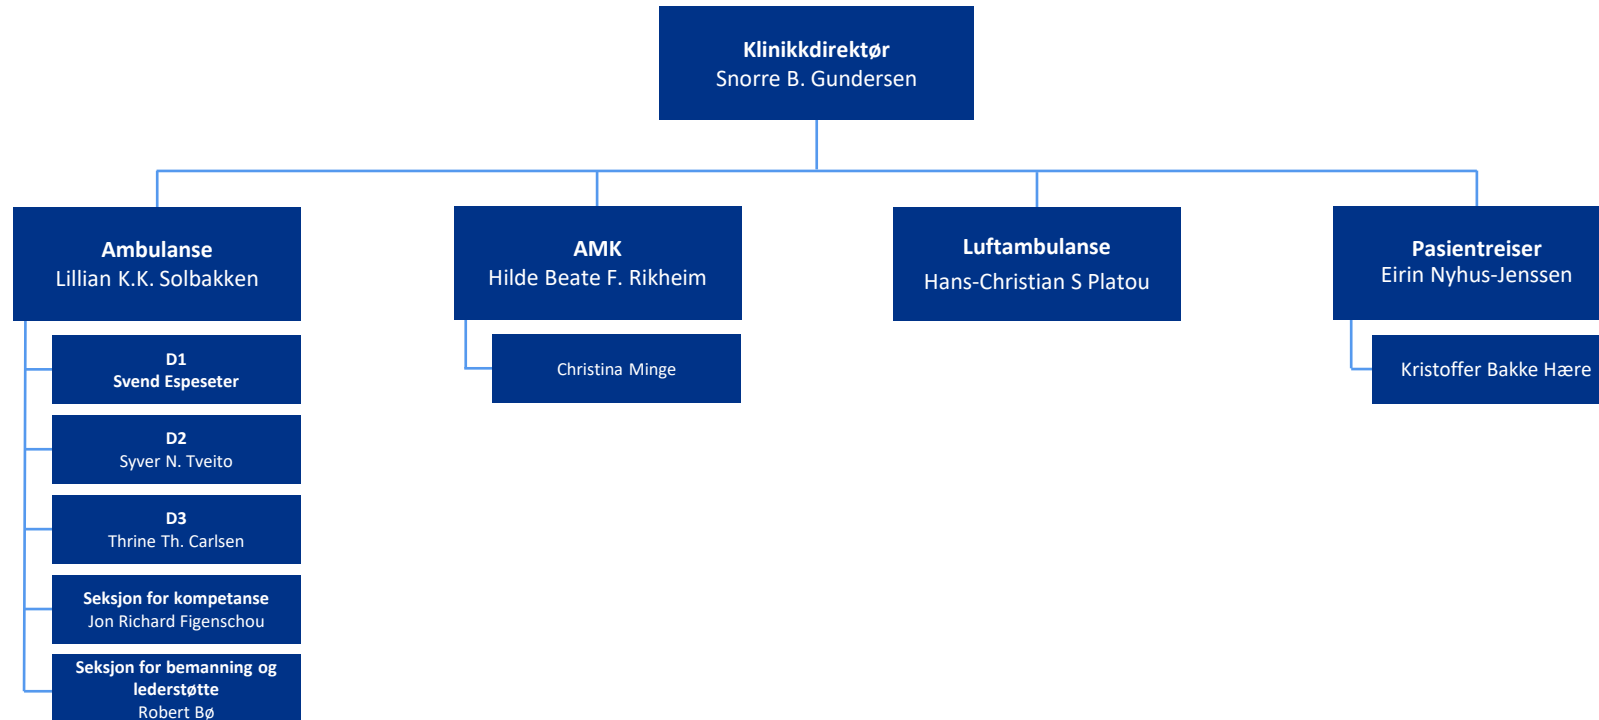 Klinikkdirektør
Snorre B. Gundersen
Ambulanse
Lillian K.K. Solbakken
AMK
Hilde Beate F. Rikheim
Luftambulanse
Hans-Christian S Platou
Pasientreiser
Eirin Nyhus-Jenssen
D1
Svend Espeseter
D2
Syver N. Tveito
D3
Thrine Th. Carlsen
Seksjon for kompetanse
Jon Richard Figenschou
Seksjon for bemanning og
lederstøtte
Robert Bø
Christina Minge
Kristoffer Bakke Hære